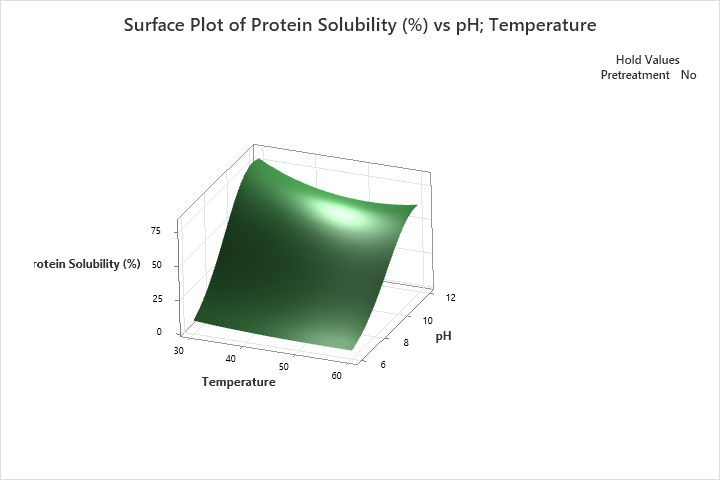 Surface Plot of Protein Solubility (%) vs pH; Temperature
Hold Values
Pretreatment No
75
rotein Solubility (%)
50
25
0
30
40
50
60
Temperature
6
8
10
12
pH